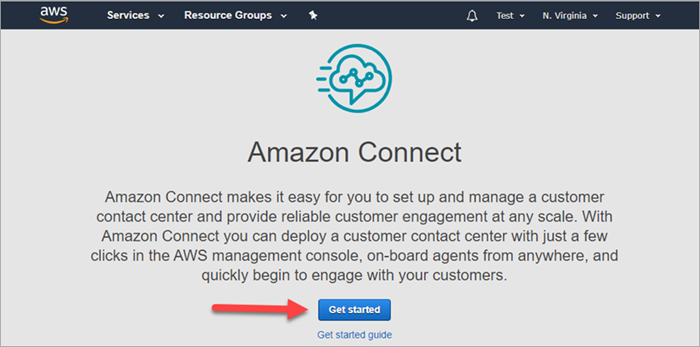 aws Services Resource Groups Test N. Virginia Support
Amazon Connect
Amazon Connect makes it easy for you to set up and manage a customer
contact center and provide reliable customer engagement at any scale. With
Amazon Connect you can deploy a customer contact center with just a few
clicks in the AWS management console, on-board agents from anywhere, and
quickly begin to engage with your customers.
Get started
Get started guide